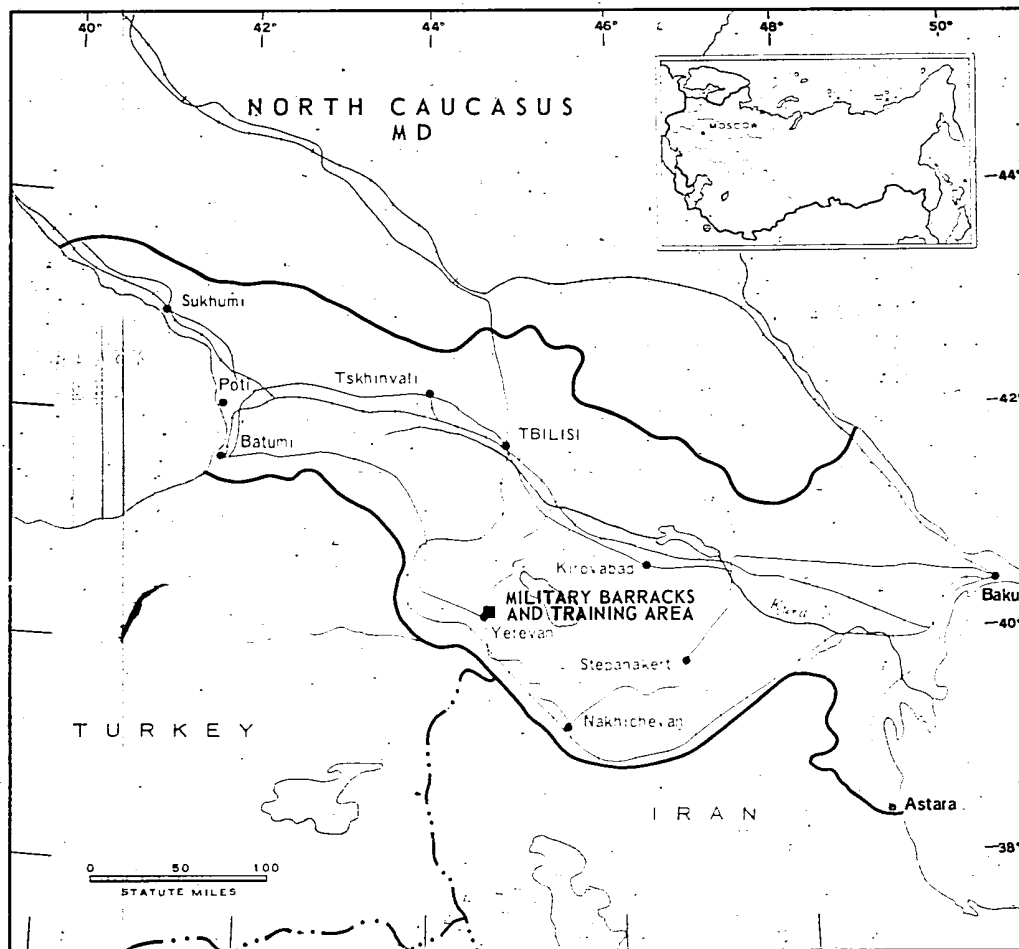 40°
42°
44°
46°
48°
50°
NORTH CAUCASUS
MD
MOSCOW
44°
Sukhumi
Tskhinvali
Poti
42°
TBILISI
Batumi
Kirovabad
MILITARY BARRACKS
AND TRAINING AREA
Kura
Baku
40°
Yerevan
Stepanakert
Nakhichevan
TURKEY
IRAN
Astara
38°
0 50 100
STATUTE MILES